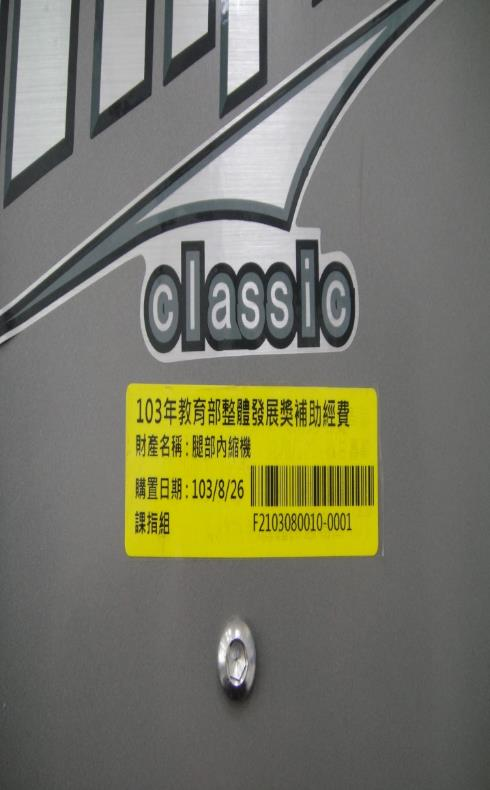 classic
103年教育部整體發展獎補助經費
財產名稱：腿部內縮機
購置日期：103/8/26
課指組 F2103080010-0001